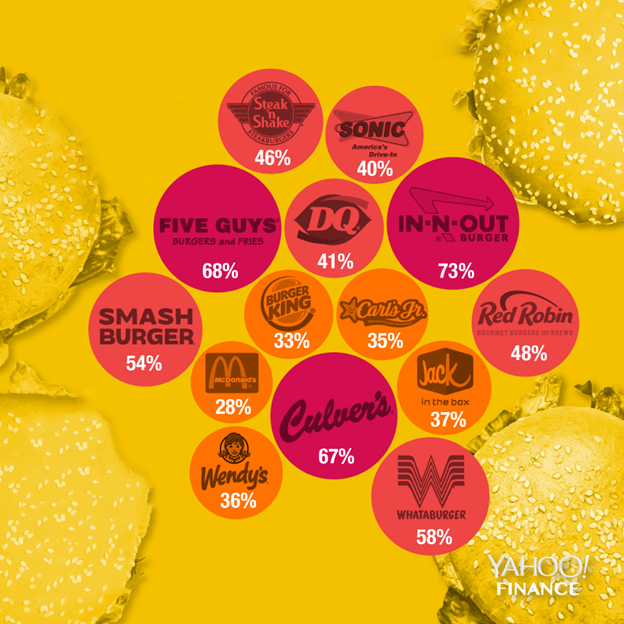 FAMOUS FOR
Steak
'n
Shake
STEAKBURGERS
46%
SONIC
America's
Drive-In
40%
FIVE GUYS
BURGERS and FRIES
68%
DQ
41%
IN-N-OUT
BURGER
73%
SMASH
BURGER
54%
BURGER
KING
33%
Carl's Jr.
35%
Red Robin
GOURMET BURGERS AND BREWS
48%
McDonald's
28%
Culver's
67%
Jack
in the box
37%
Wendy's
36%
W
WHATABURGER
58%
YAHOO!
FINANCE